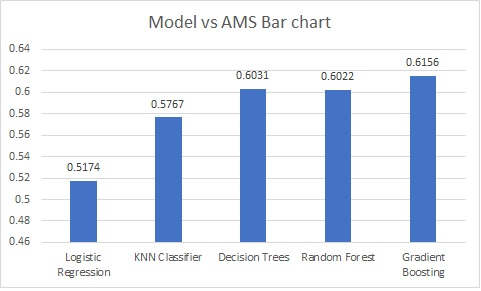 Model vs AMS Bar chart
0.64
0.62
0.6
0.58
0.56
0.54
0.52
0.5
0.48
0.46
0.5174
0.5767
0.6031
0.6022
0.6156
Logistic Regression
KNN Classifier
Decision Trees
Random Forest
Gradient Boosting